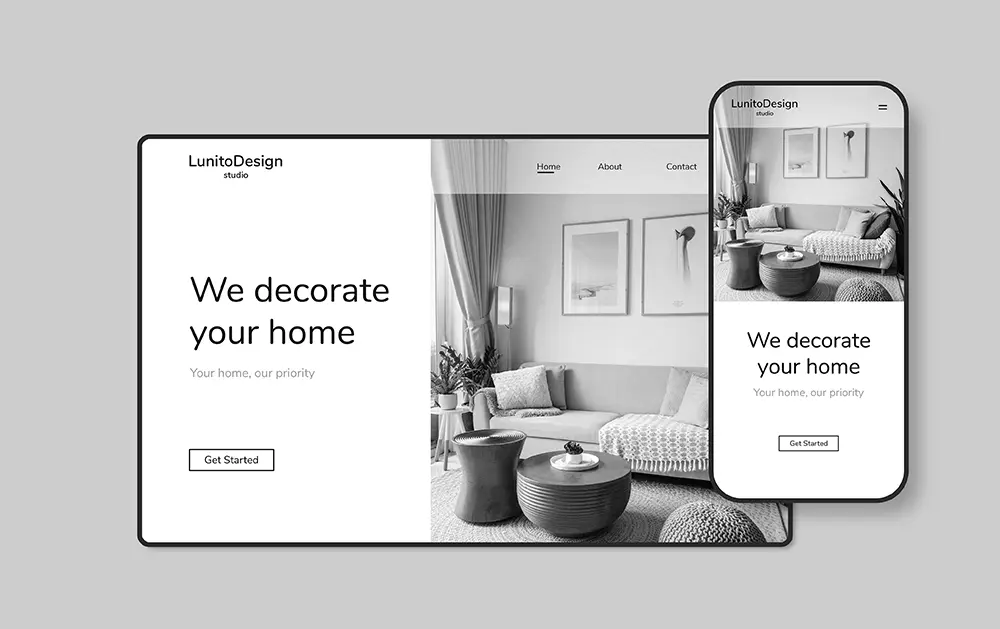 LunitoDesign
studio
Home About Contact
We decorate
your home
Your home, our priority
Get Started
LunitoDesign
studio
We decorate
your home
Your home, our priority
Get Started